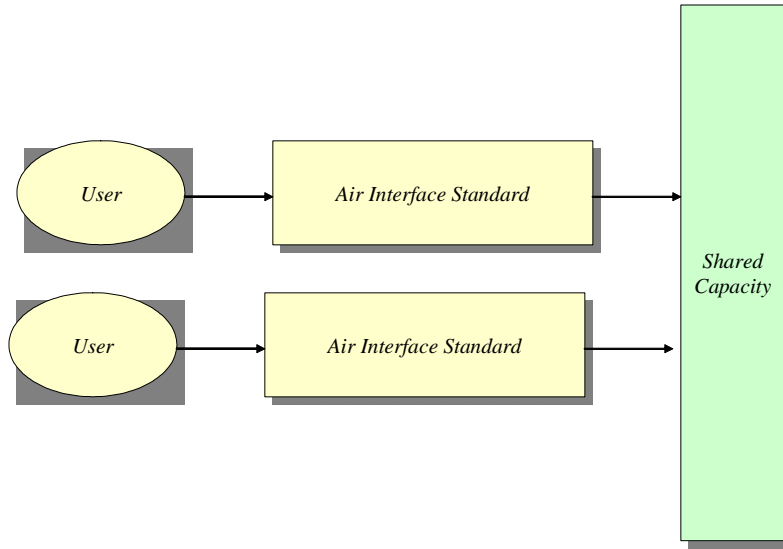 User
Air Interface Standard
Shared
Capacity
User
Air Interface Standard